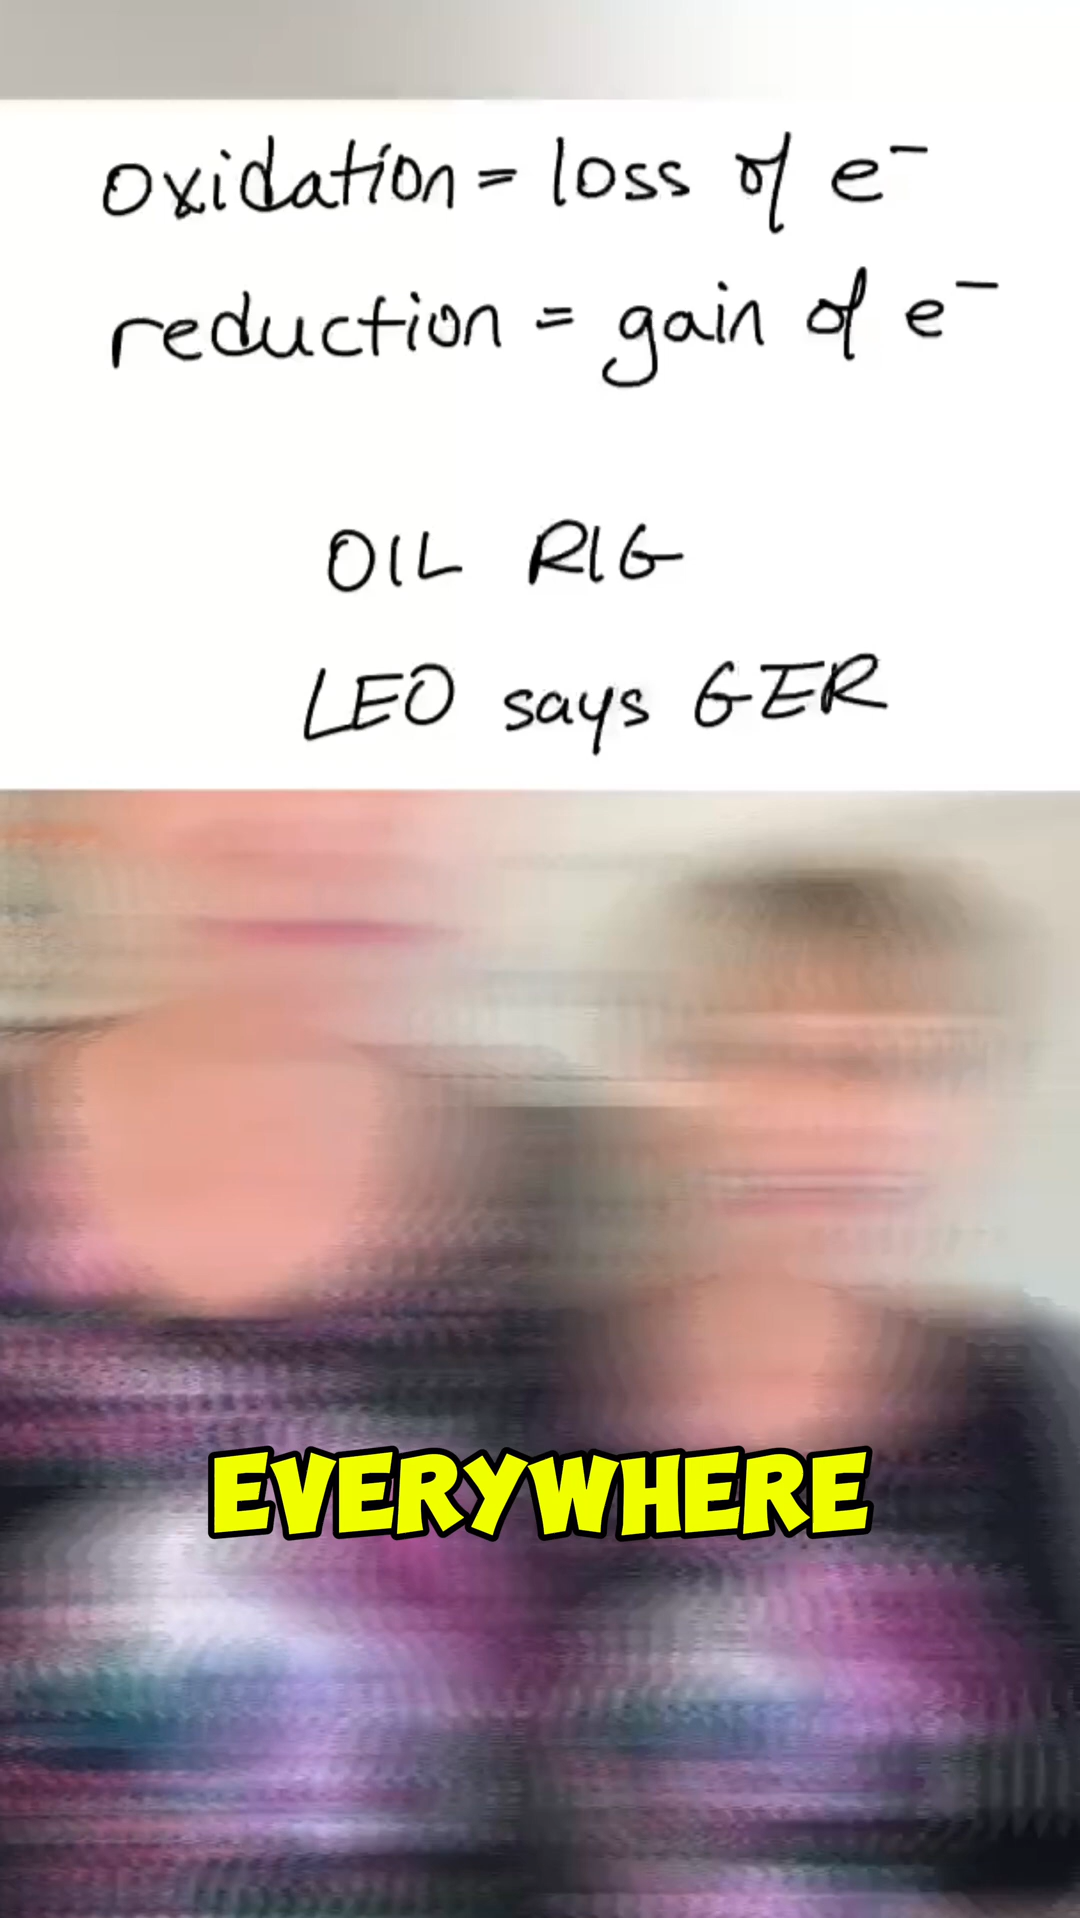 oxidation = loss of e⁻
reduction = gain of e⁻
OIL RIG
LEO says GER
EVERYWHERE